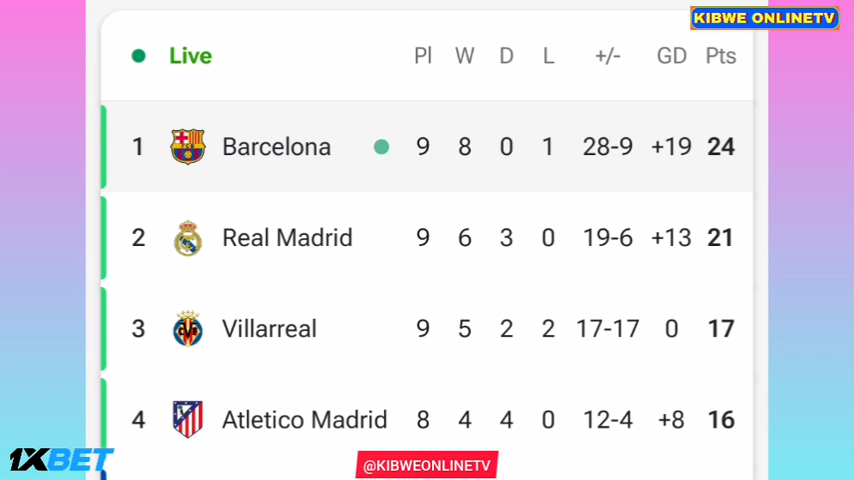 KIBWE ONLINETV
Live Pl W D L +/- GD Pts
1 Barcelona 9 8 0 1 28-9 +19 24
2 Real Madrid 9 6 3 0 19-6 +13 21
3 Villarreal 9 5 2 2 17-17 0 17
4 Atletico Madrid 8 4 4 0 12-4 +8 16
1XBET
@KIBWEONLINETV